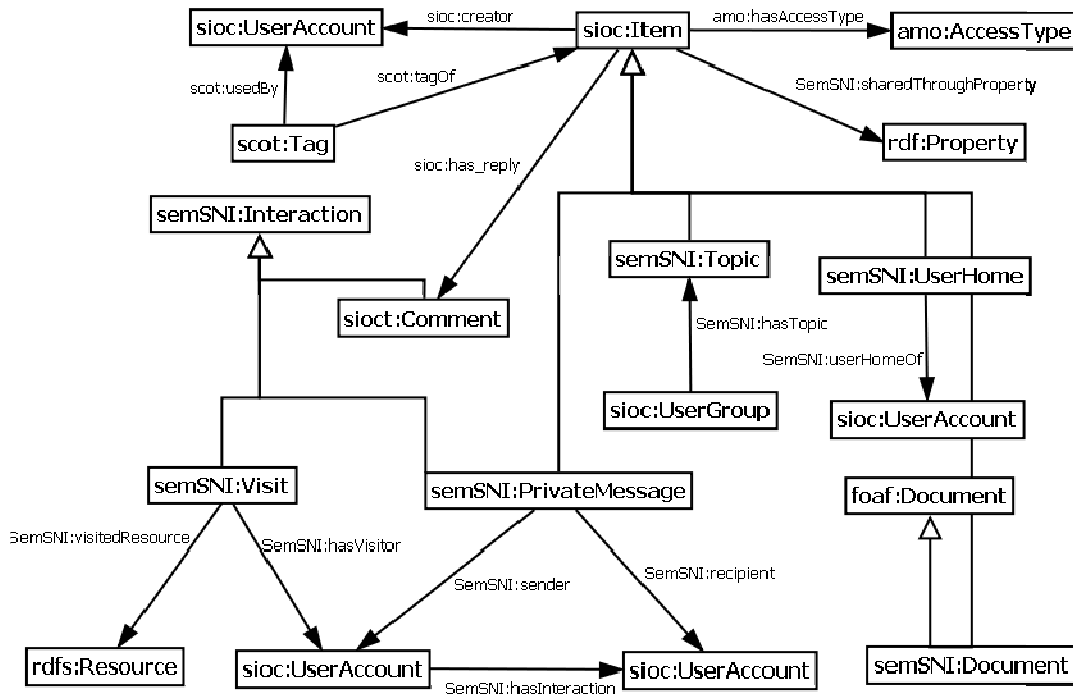 sioc:UserAccount
sioc:creator
sioc:Item
amo:hasAccessType
amo:AccessType
scot:usedBy
scot:tagOf
SemSNI:sharedThroughProperty
scot:Tag
sioc:has_reply
rdf:Property
semSNI:Interaction
semSNI:Topic
semSNI:UserHome
sioct:Comment
SemSNI:hasTopic
SemSNI:userHomeOf
sioc:UserGroup
sioc:UserAccount
semSNI:Visit
semSNI:PrivateMessage
foaf:Document
SemSNI:visitedResource
SemSNI:hasVisitor
SemSNI:sender
SemSNI:recipient
rdfs:Resource
sioc:UserAccount
SemSNI:hasInteraction
sioc:UserAccount
semSNI:Document